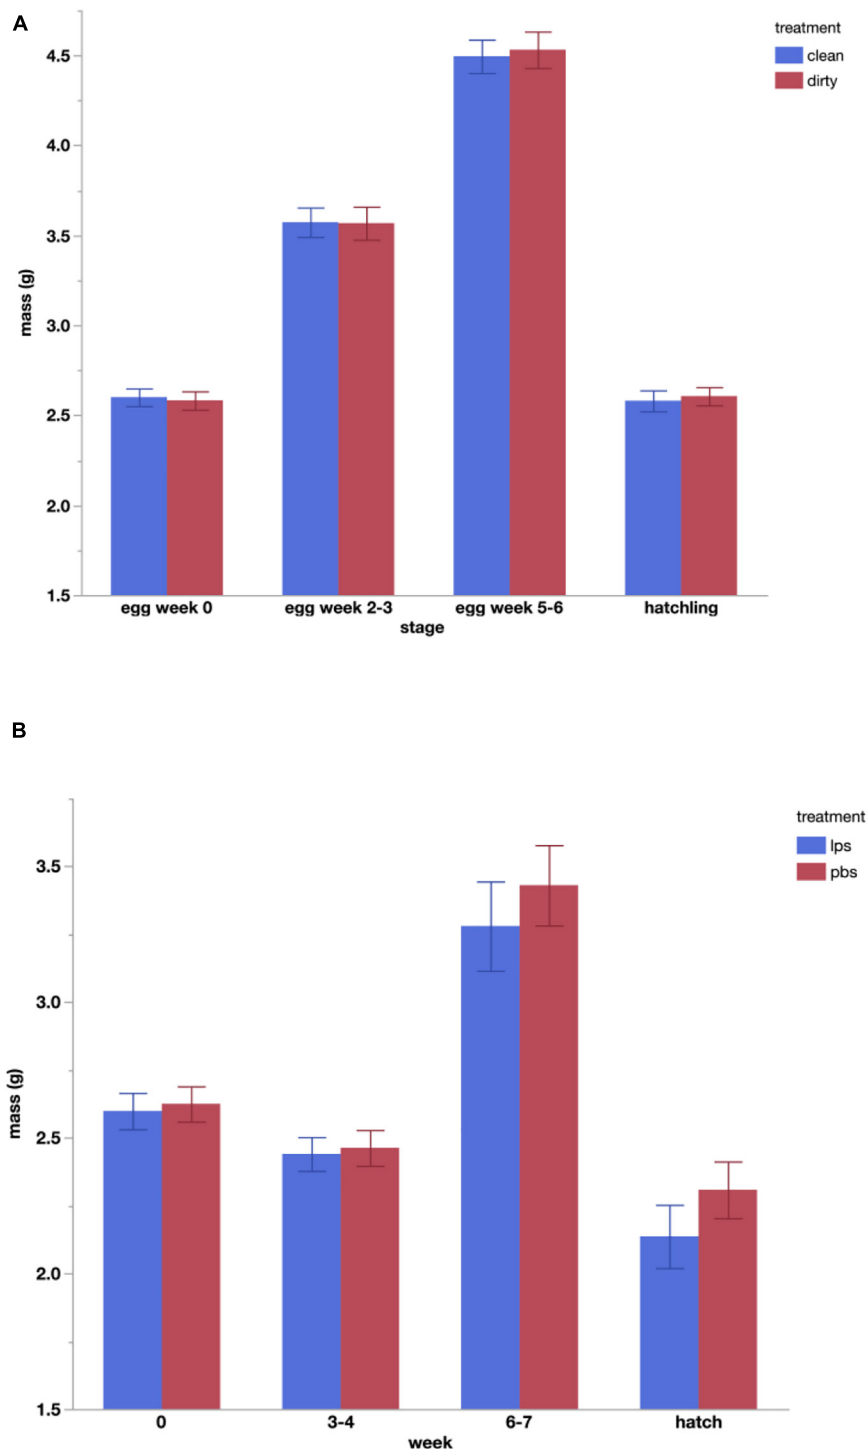 A
treatment
clean
dirty
4.5
4.0
3.5
3.0
2.5
2.0
1.5
mass (g)
egg week 0
egg week 2-3
egg week 5-6
hatchling
stage
B
treatment
lps
pbs
3.5
3.0
2.5
2.0
1.5
mass (g)
0
3-4
6-7
hatch
week